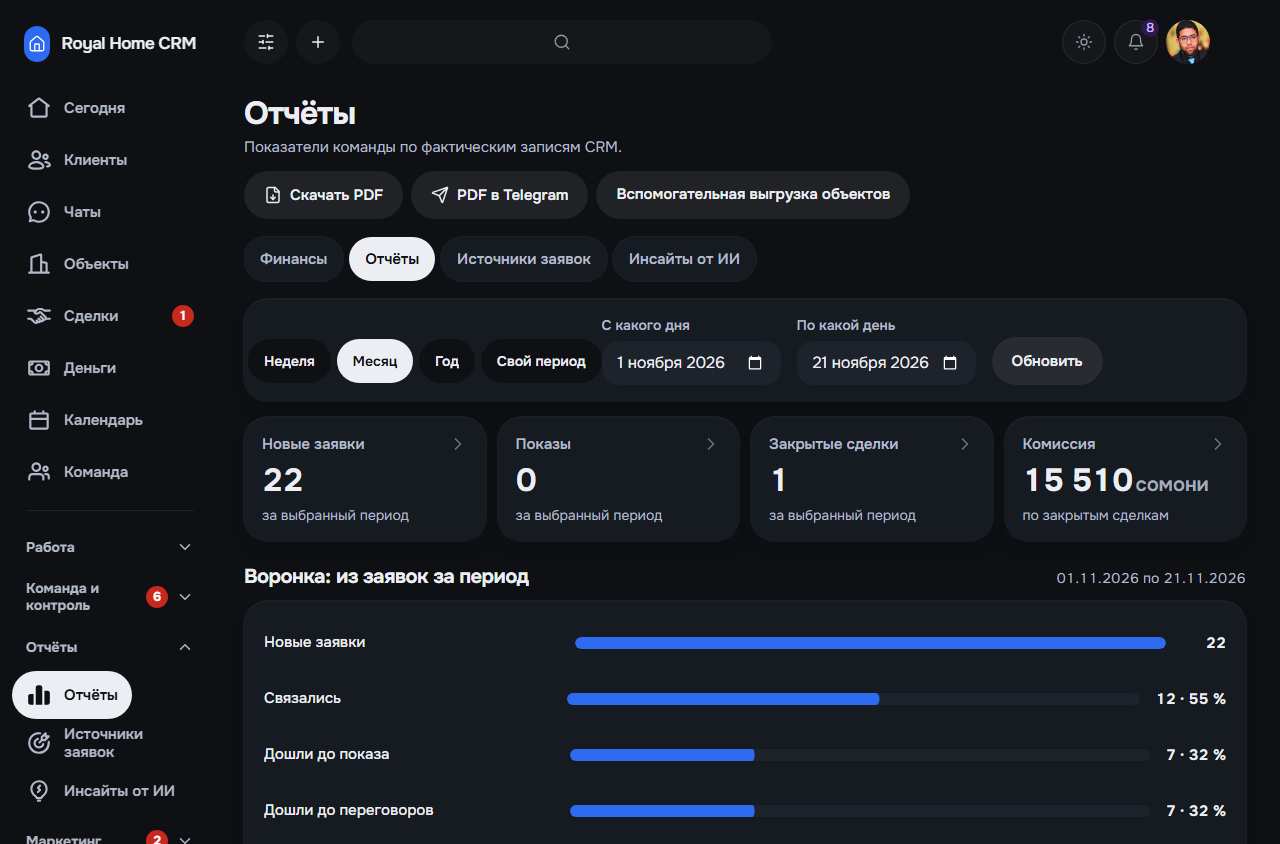 Royal Home CRM
8
Сегодня
Клиенты
Чаты
Объекты
Сделки
1
Деньги
Календарь
Команда
Работа
Команда и
контроль
6
Отчёты
Отчёты
Источники
заявок
Инсайты от ИИ
Маркетинг
2
Отчёты
Показатели команды по фактическим записям CRM.
Скачать PDF
PDF в Telegram
Вспомогательная выгрузка объектов
Финансы
Отчёты
Источники заявок
Инсайты от ИИ
С какого дня
По какой день
Неделя
Месяц
Год
Свой период
1 ноября 2026
21 ноября 2026
Обновить
Новые заявки
22
за выбранный период
Показы
0
за выбранный период
Закрытые сделки
1
за выбранный период
Комиссия
15 510 сомони
по закрытым сделкам
Воронка: из заявок за период
01.11.2026 по 21.11.2026
Новые заявки
22
Связались
12 · 55 %
Дошли до показа
7 · 32 %
Дошли до переговоров
7 · 32 %